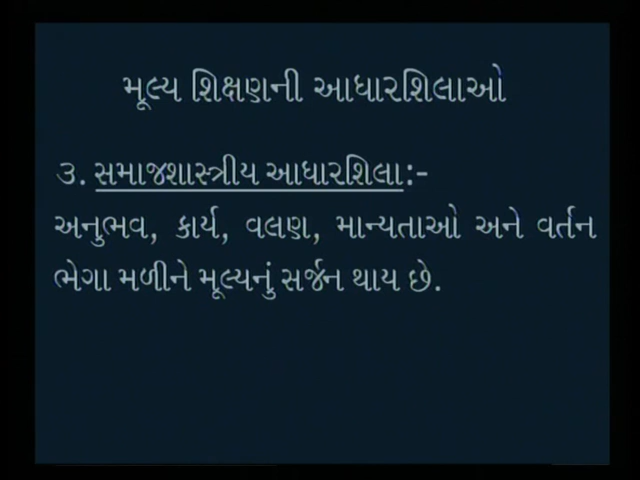 મૂલ્ય શિક્ષણની આધારશિલાઓ
૩. સમાજશાસ્ત્રીય આધારશિલા:-
અનુભવ, કાર્ય, વલણ, માન્યતાઓ અને વર્તન
ભેગા મળીને મૂલ્યનું સર્જન થાય છે.